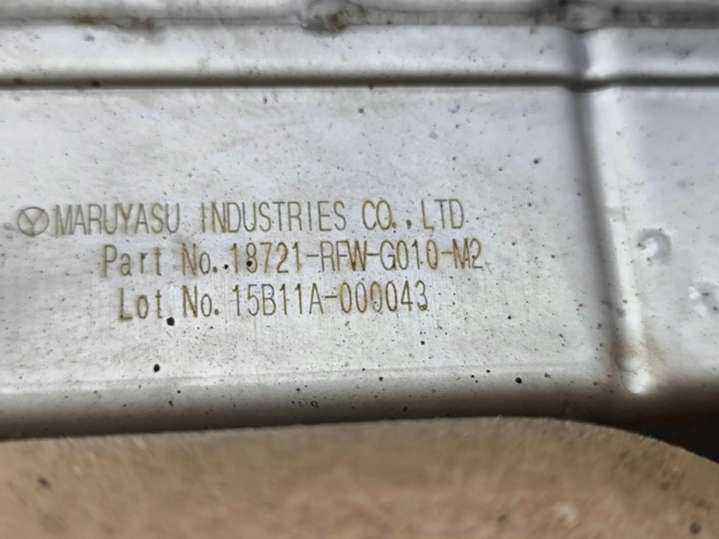 MARUYASU INDUSTRIES CO.,LTD
Part No. 18721-RFW-G010-M2
Lot No. 15B11A-000043